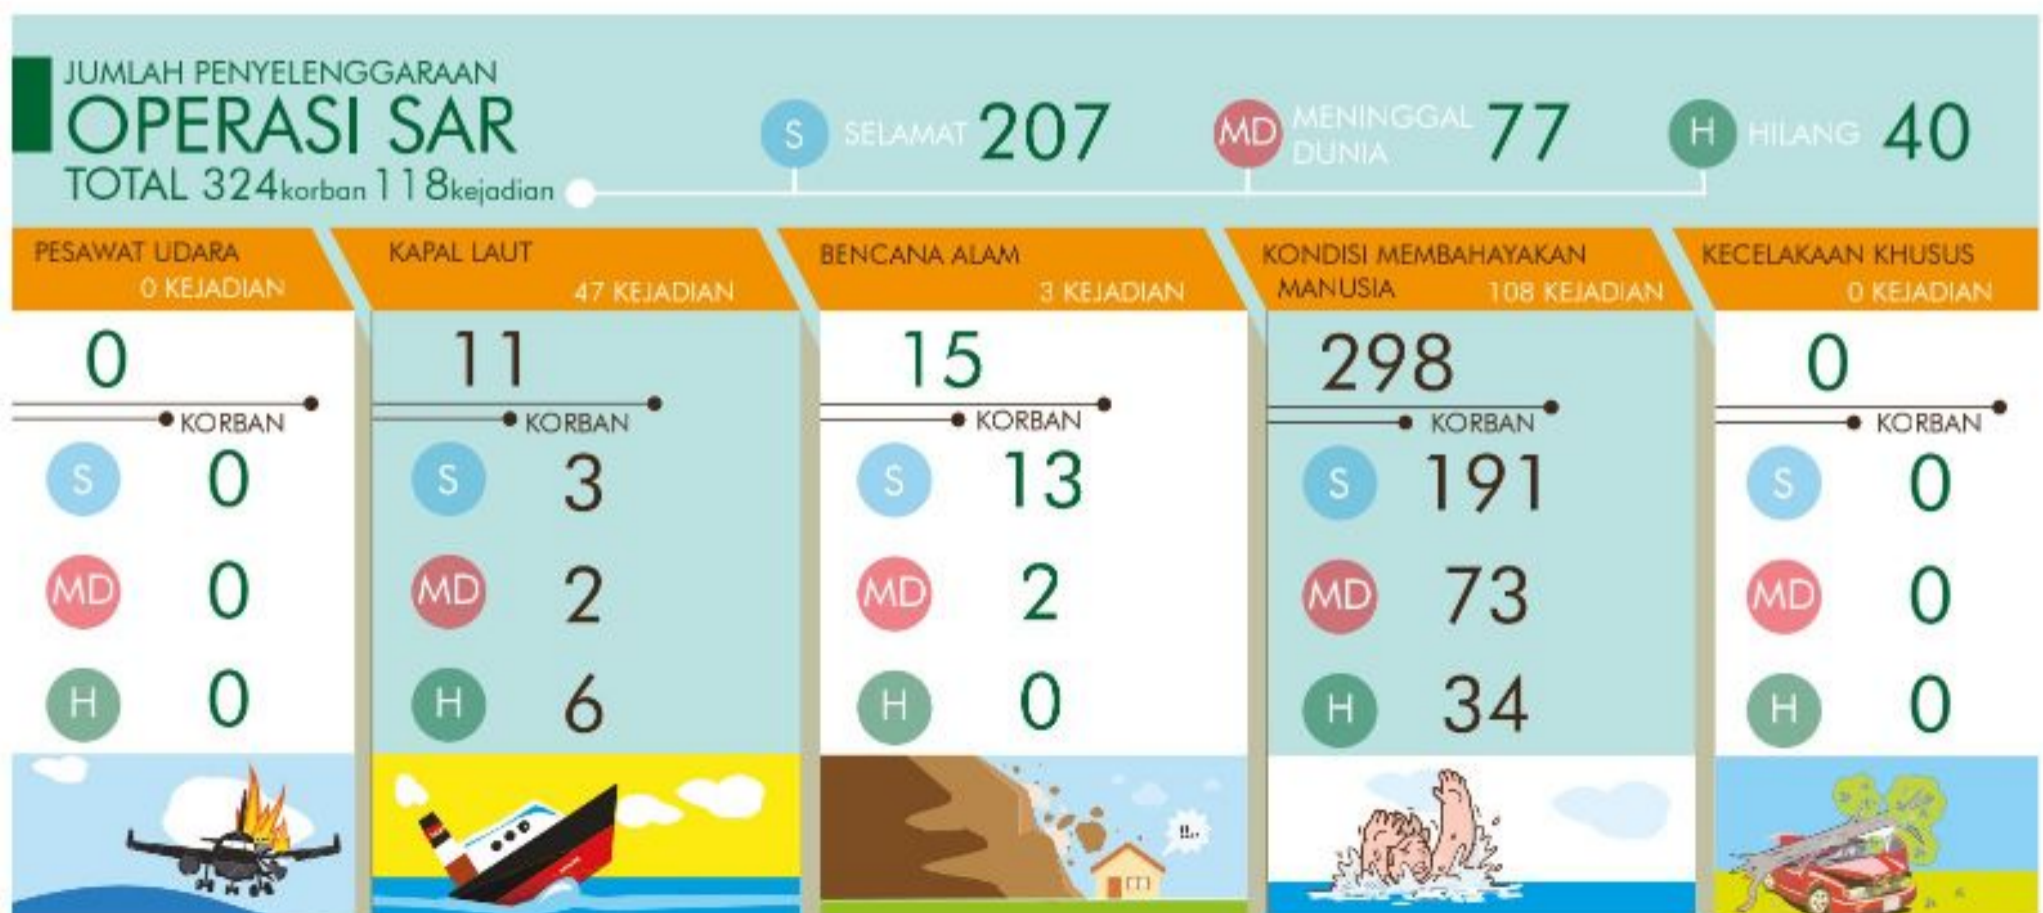 JUMLAH PENYELENGGARAAN
OPERASI SAR
TOTAL 324korban 118kejadian
S SELAMAT 207
MD MENINGGAL DUNIA 77
H HILANG 40
PESAWAT UDARA
0 KEJADIAN
0
KORBAN
S 0
MD 0
H 0
KAPAL LAUT
47 KEJADIAN
11
KORBAN
S 3
MD 2
H 6
BENCANA ALAM
3 KEJADIAN
15
KORBAN
S 13
MD 2
H 0
!!..
KONDISI MEMBAHAYAKAN
MANUSIA 108 KEJADIAN
298
KORBAN
S 191
MD 73
H 34
KECELAKAAN KHUSUS
0 KEJADIAN
0
KORBAN
S 0
MD 0
H 0